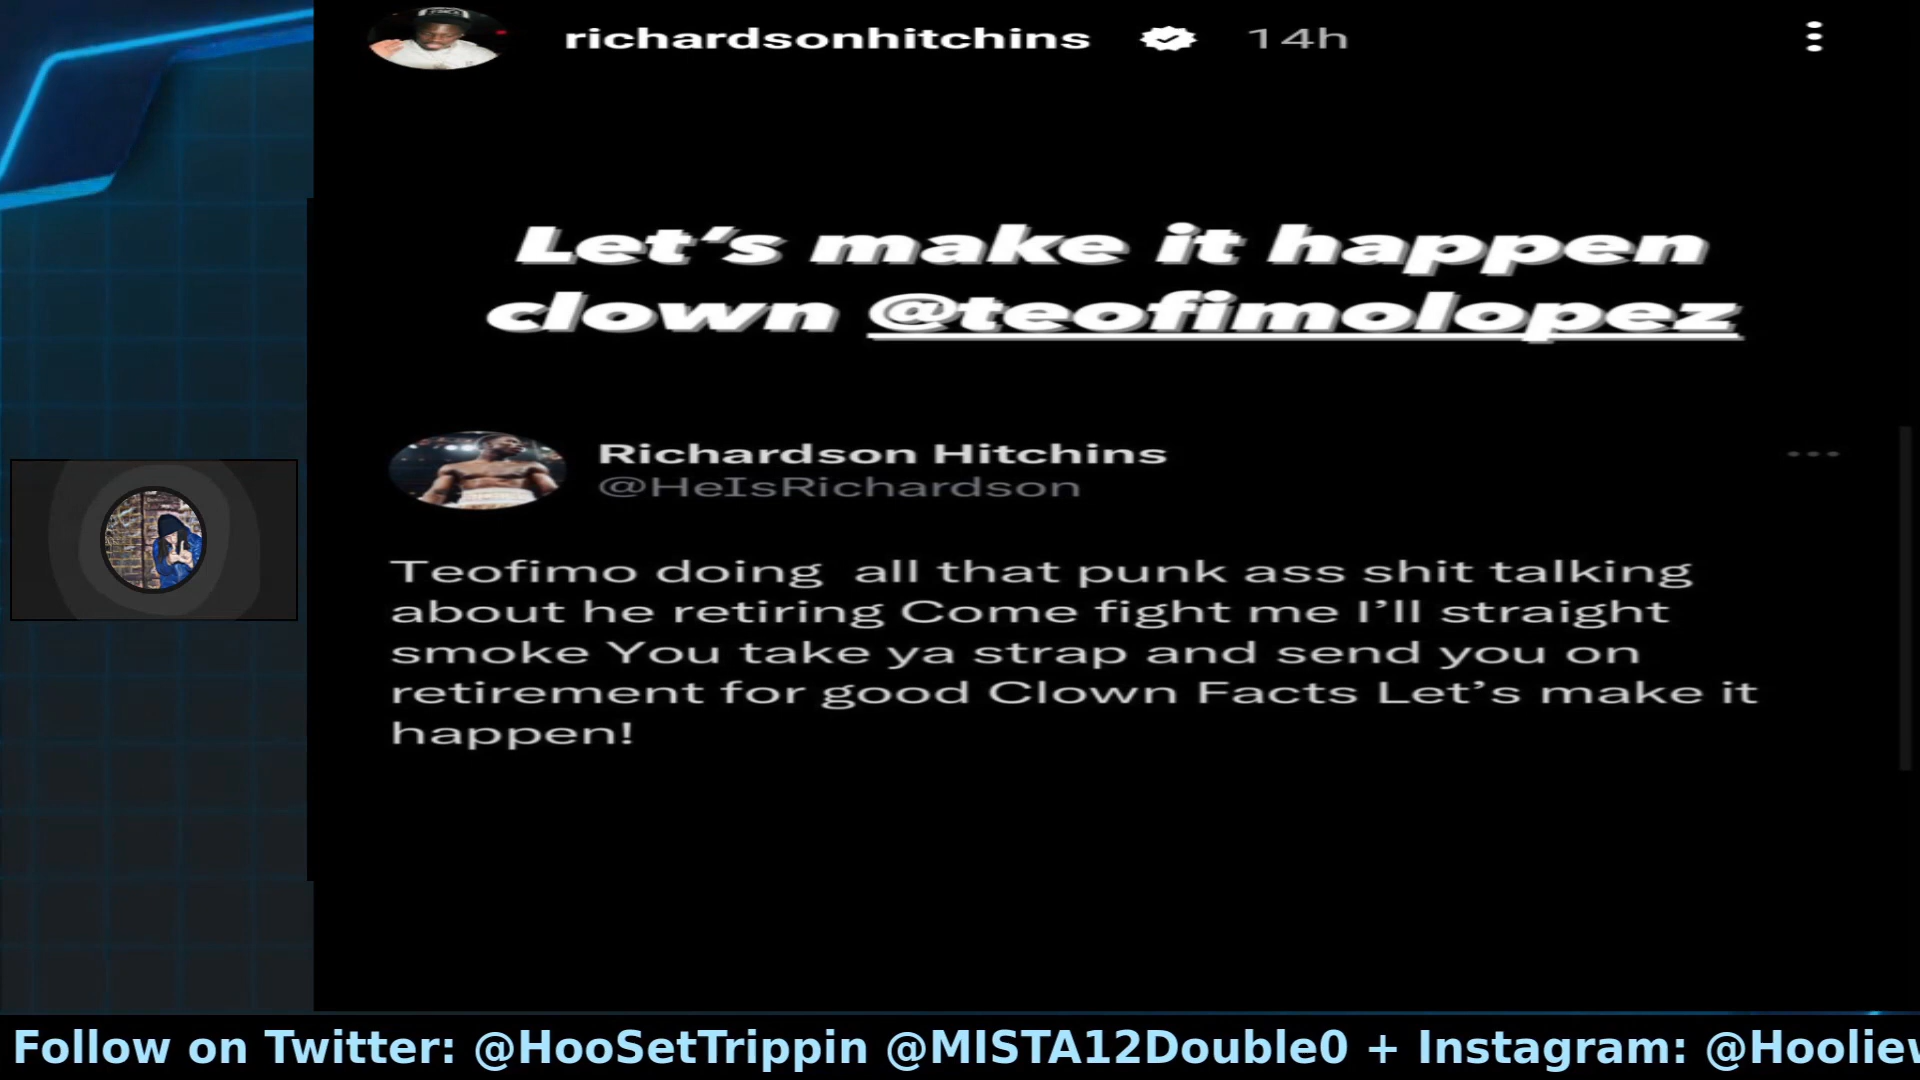 richardsonhitchins 14h
Let's make it happen
clown @teofimolopez
Richardson Hitchins
@HeIsRichardson
Teofimo doing all that punk ass shit talking
about he retiring Come fight me I'll straight
smoke You take ya strap and send you on
retirement for good Clown Facts Let's make it
happen!
Follow on Twitter: @HooSetTrippin @MISTA12Double0 + Instagram: @Hooliew